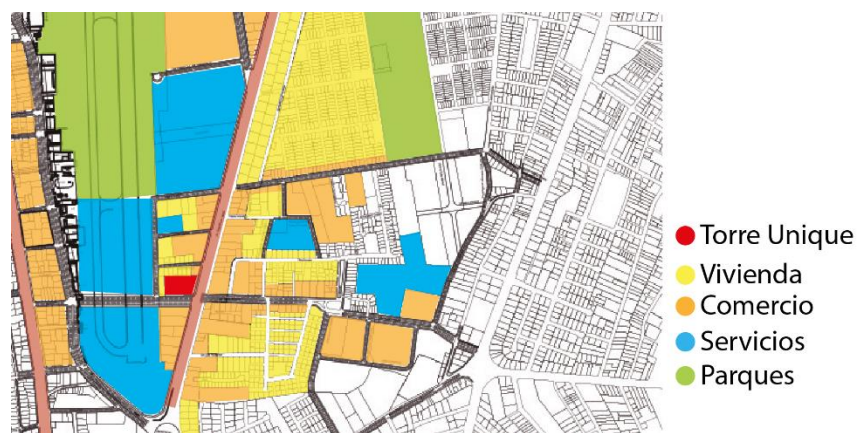 Torre Unique
Vivienda
Comercio
Servicios
Parques